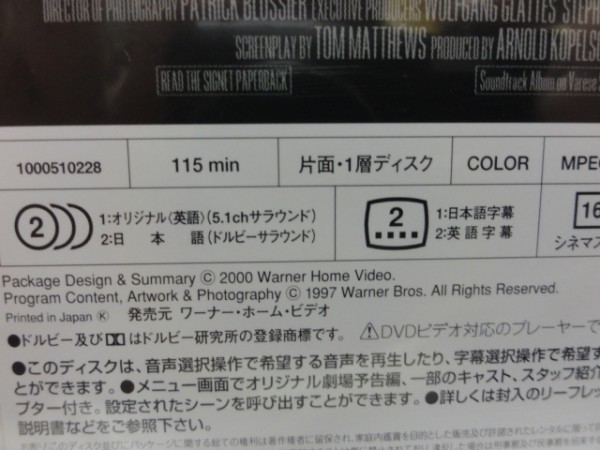 DIRECTOR OF PHOTOGRAPHY PATRICK BLOSSIER EXECUTIVE PRODUCERS WOLFGANG GLATTES
SCREENPLAY BY TOM MATTHEWS PRODUCED BY ARNOLD KOPELSO
READ THE SIGNET PAPERBACK
Soundtrack Album on Varese
1000510228 115 min 片面・1層ディスク COLOR MPE
2 1:オリジナル〈英語〉(5.1chサラウンド)
2:日 本 語(ドルビーサラウンド)
2 1:日本語字幕
2:英語字幕
16
シネマス
Package Design & Summary © 2000 Warner Home Video.
Program Content, Artwork & Photography © 1997 Warner Bros. All Rights Reserved.
Printed in Japan Ⓚ 発売元 ワーナー・ホーム・ビデオ
●ドルビー及びはドルビー研究所の登録商標です。 ⚠DVDビデオ対応のプレーヤーで
●このディスクは、音声選択操作で希望する音声を再生したり、字幕選択操作で希望す
とができます。●メニュー画面でオリジナル劇場予告編、一部のキャスト、スタッフ紹介
プター付き。設定されたシーンを呼び出すことができます。●詳しくは封入のリーフレッ
説明書などをご参照下さい。